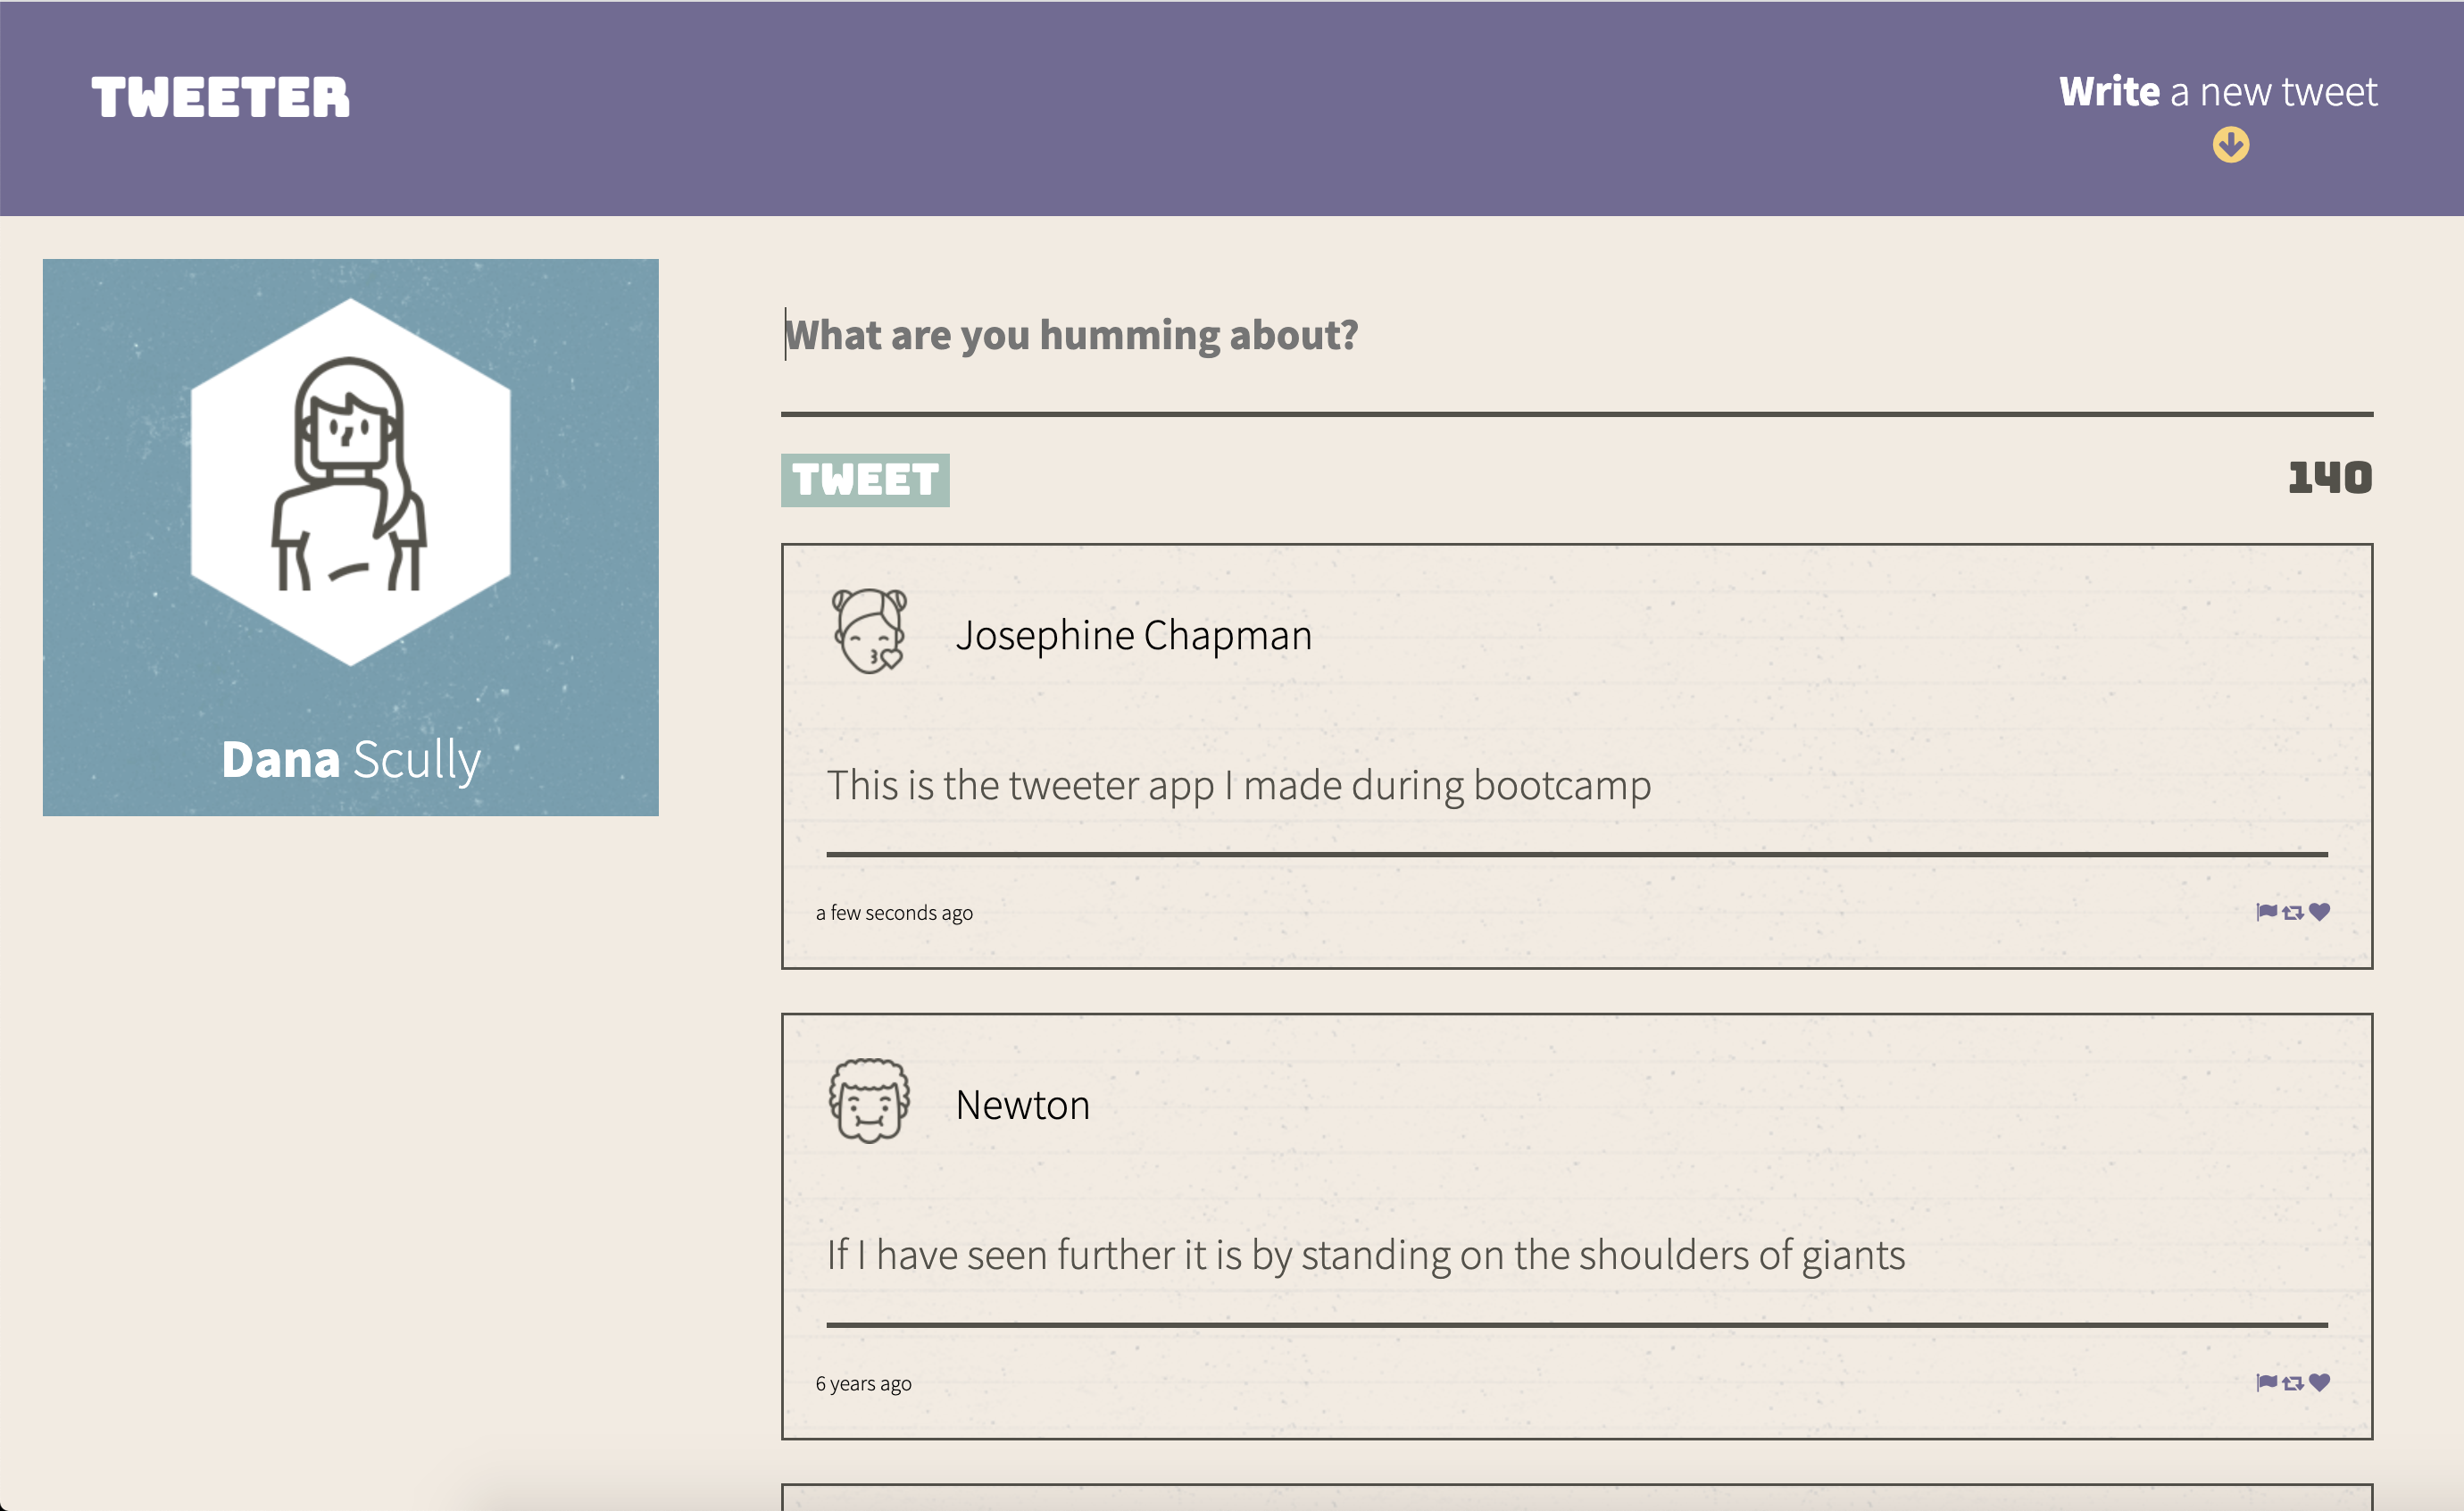 TWEETER
Write a new tweet
Dana Scully
What are you humming about?
TWEET
140
Josephine Chapman
This is the tweeter app I made during bootcamp
a few seconds ago
Newton
If I have seen further it is by standing on the shoulders of giants
6 years ago